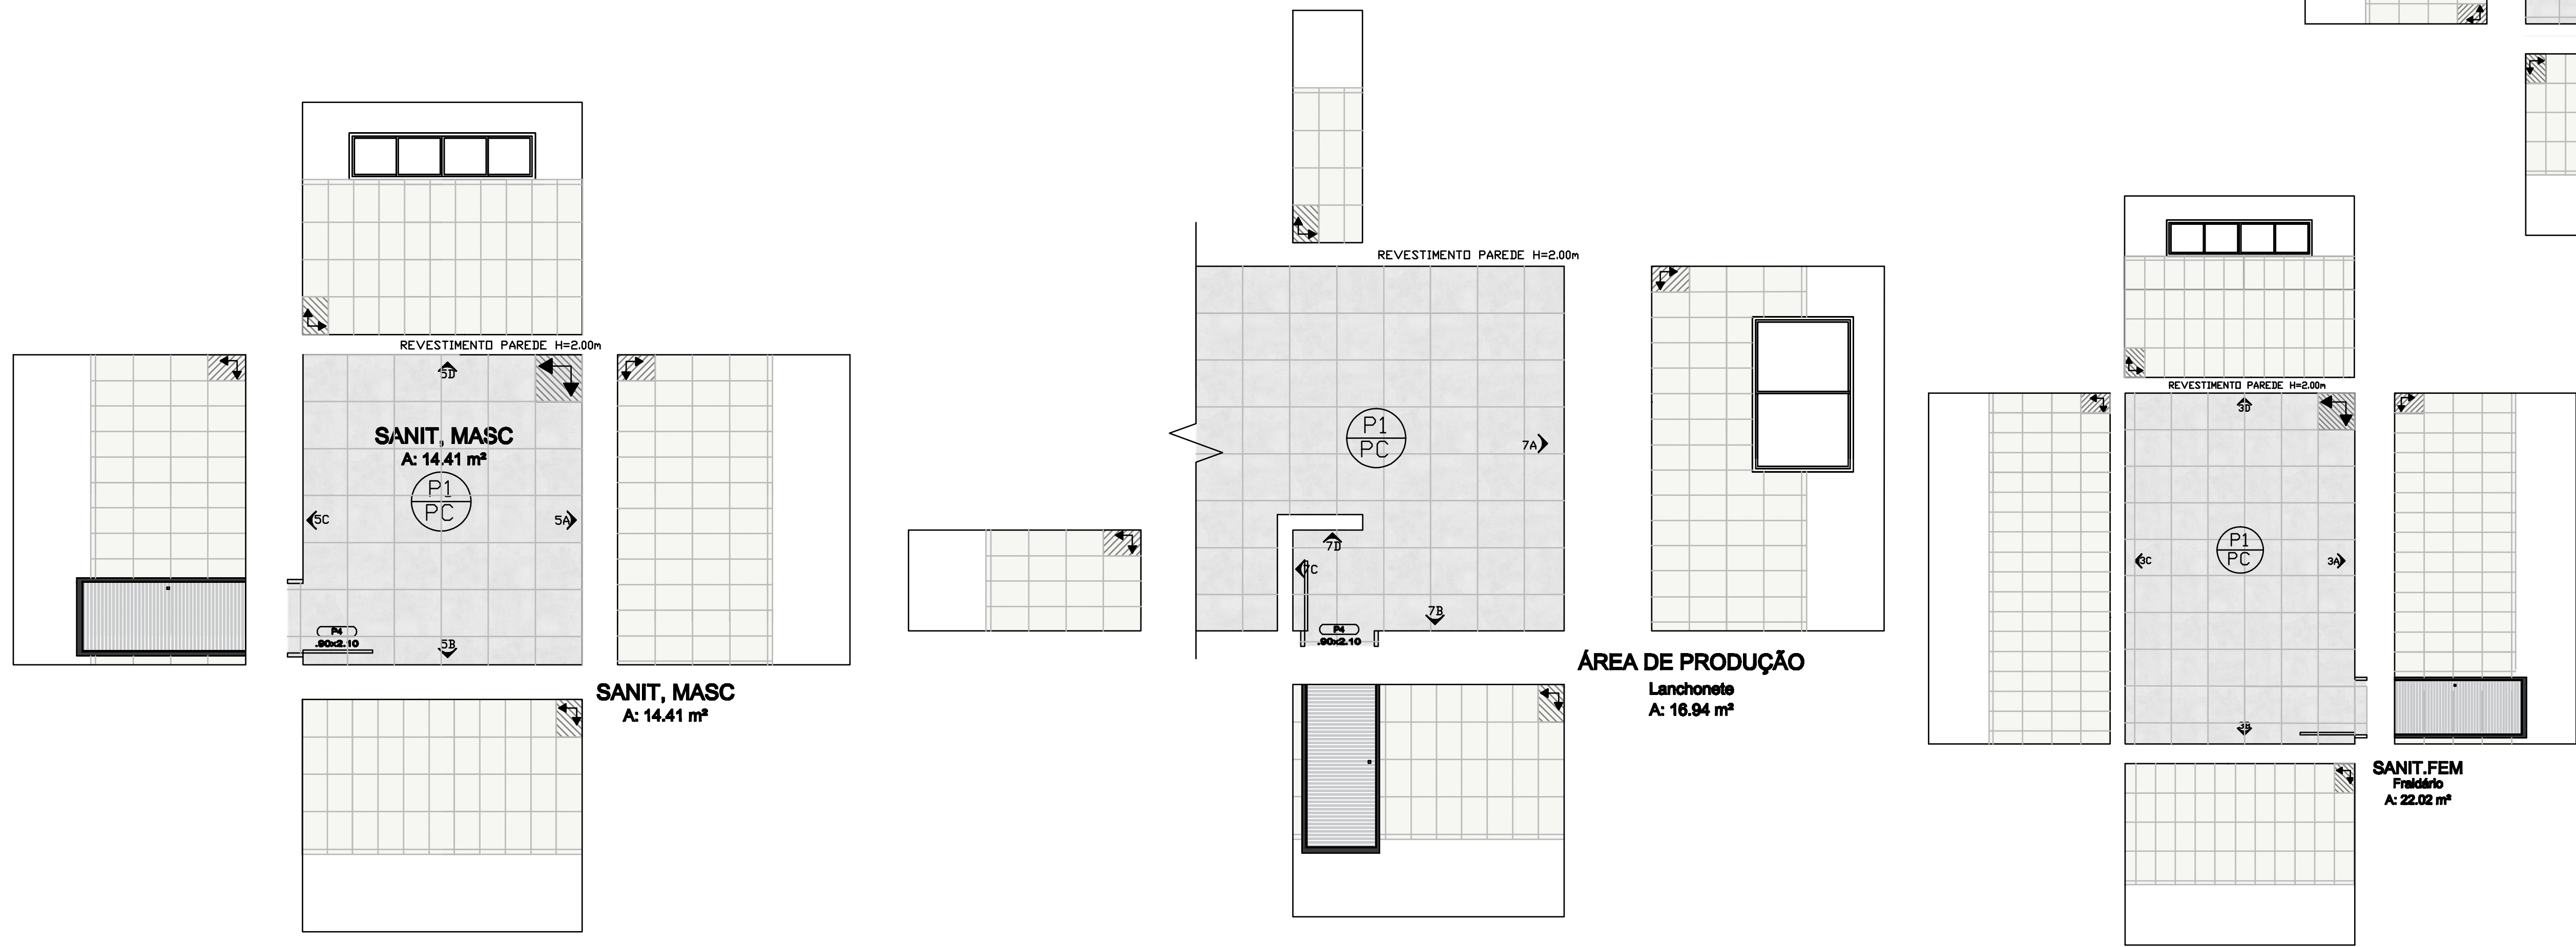 REVESTIMENTO PAREDE H=2.00m
5D
SANIT, MASC
A: 14.41 m²
P1
PC
5C
5A
P4
.90x2.10
5B
SANIT, MASC
A: 14.41 m²
REVESTIMENTO PAREDE H=2.00m
P1
PC
7A
7D
7C
7B
P4
.90x2.10
ÁREA DE PRODUÇÃO
Lanchonete
A: 16.94 m²
REVESTIMENTO PAREDE H=2.00m
3D
P1
PC
3C
3A
3B
SANIT.FEM
Fraldário
A: 22.02 m²